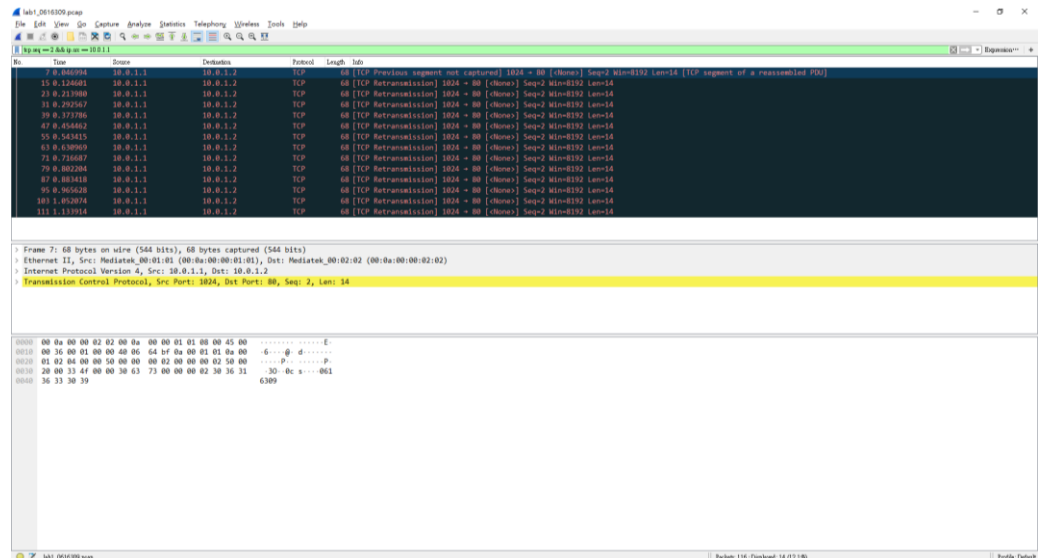 lab1_0616309.pcap
File Edit View Go Capture Analyze Statistics Telephony Wireless Tools Help
tcp.seq == 2 && ip.src == 10.0.1.1 Expression… +
No. Time Source Destination Protocol Length Info
7 0.046994 10.0.1.1 10.0.1.2 TCP 68 [TCP Previous segment not captured] 1024 → 80 [<None>] Seq=2 Win=8192 Len=14 [TCP segment of a reassembled PDU]
15 0.124601 10.0.1.1 10.0.1.2 TCP 68 [TCP Retransmission] 1024 → 80 [<None>] Seq=2 Win=8192 Len=14
23 0.213980 10.0.1.1 10.0.1.2 TCP 68 [TCP Retransmission] 1024 → 80 [<None>] Seq=2 Win=8192 Len=14
31 0.292567 10.0.1.1 10.0.1.2 TCP 68 [TCP Retransmission] 1024 → 80 [<None>] Seq=2 Win=8192 Len=14
39 0.373786 10.0.1.1 10.0.1.2 TCP 68 [TCP Retransmission] 1024 → 80 [<None>] Seq=2 Win=8192 Len=14
47 0.454462 10.0.1.1 10.0.1.2 TCP 68 [TCP Retransmission] 1024 → 80 [<None>] Seq=2 Win=8192 Len=14
55 0.543415 10.0.1.1 10.0.1.2 TCP 68 [TCP Retransmission] 1024 → 80 [<None>] Seq=2 Win=8192 Len=14
63 0.630969 10.0.1.1 10.0.1.2 TCP 68 [TCP Retransmission] 1024 → 80 [<None>] Seq=2 Win=8192 Len=14
71 0.716687 10.0.1.1 10.0.1.2 TCP 68 [TCP Retransmission] 1024 → 80 [<None>] Seq=2 Win=8192 Len=14
79 0.802204 10.0.1.1 10.0.1.2 TCP 68 [TCP Retransmission] 1024 → 80 [<None>] Seq=2 Win=8192 Len=14
87 0.883418 10.0.1.1 10.0.1.2 TCP 68 [TCP Retransmission] 1024 → 80 [<None>] Seq=2 Win=8192 Len=14
95 0.965628 10.0.1.1 10.0.1.2 TCP 68 [TCP Retransmission] 1024 → 80 [<None>] Seq=2 Win=8192 Len=14
103 1.052074 10.0.1.1 10.0.1.2 TCP 68 [TCP Retransmission] 1024 → 80 [<None>] Seq=2 Win=8192 Len=14
111 1.133914 10.0.1.1 10.0.1.2 TCP 68 [TCP Retransmission] 1024 → 80 [<None>] Seq=2 Win=8192 Len=14
> Frame 7: 68 bytes on wire (544 bits), 68 bytes captured (544 bits)
> Ethernet II, Src: Mediatek_00:01:01 (00:0a:00:00:01:01), Dst: Mediatek_00:02:02 (00:0a:00:00:02:02)
> Internet Protocol Version 4, Src: 10.0.1.1, Dst: 10.0.1.2
> Transmission Control Protocol, Src Port: 1024, Dst Port: 80, Seq: 2, Len: 14
0000 00 0a 00 00 02 02 00 0a 00 00 01 01 08 00 45 00 ········ ······E·
0010 00 36 00 01 00 00 40 06 64 bf 0a 00 01 01 0a 00 ·6····@· d·······
0020 01 02 04 00 00 50 00 00 00 02 00 00 00 02 50 00 ·····P·· ······P·
0030 20 00 33 4f 00 00 30 63 73 00 00 00 02 30 36 31 ·3O··0c s····061
0040 36 33 30 39 6309
lab1_0616309.pcap Packets: 116 · Displayed: 14 (12.1%) Profile: Default